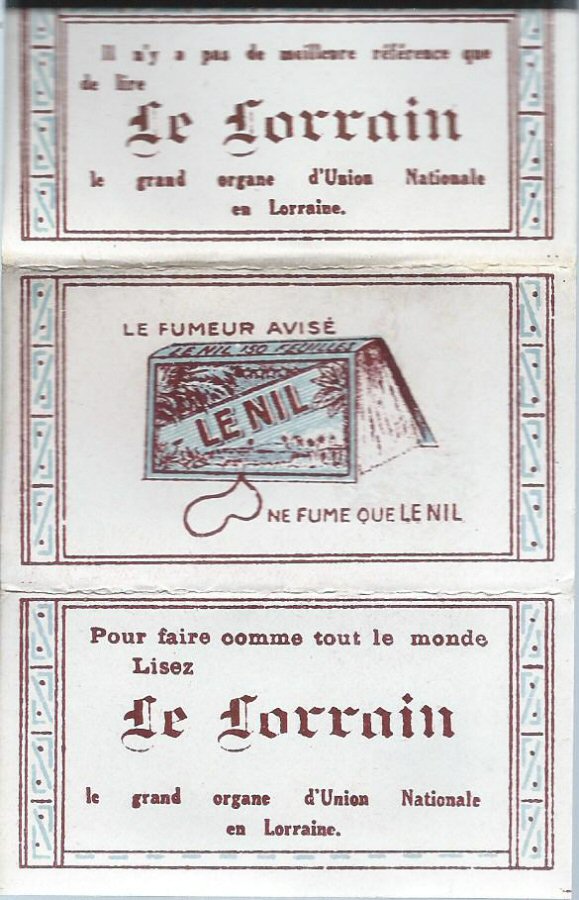 Il n'y a pas de meilleure référence que
de lire
Le Lorrain
le grand organe d'Union Nationale
en Lorraine.
LE FUMEUR AVISÉ
LE NIL 150 FEUILLES
LE NIL
NE FUME QUE LE NIL
Pour faire comme tout le monde
Lisez
Le Lorrain
le grand organe d'Union Nationale
en Lorraine.